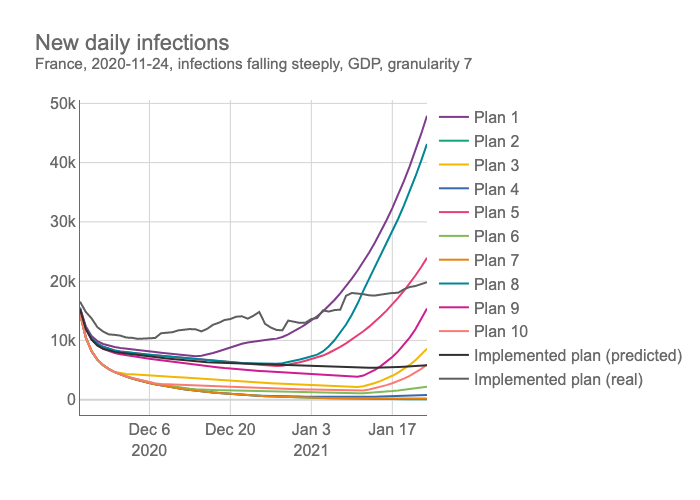 New daily infections
France, 2020-11-24, infections falling steeply, GDP, granularity 7
50k
40k
30k
20k
10k
0
Dec 6
2020
Dec 20
Jan 3
2021
Jan 17
Plan 1
Plan 2
Plan 3
Plan 4
Plan 5
Plan 6
Plan 7
Plan 8
Plan 9
Plan 10
Implemented plan (predicted)
Implemented plan (real)